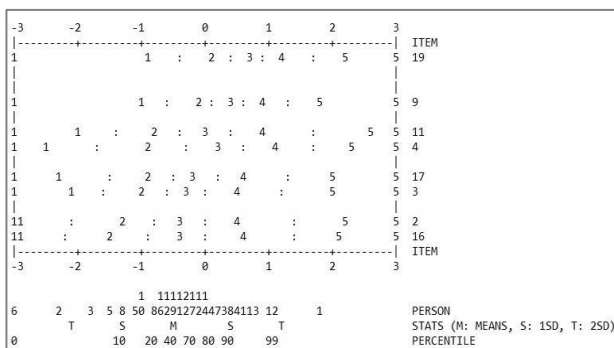 -3 -2 -1 0 1 2 3
|---------+---------+---------+---------+---------+---------| ITEM
1 1 : 2 : 3 : 4 : 5 5 19
1 1 : 2 : 3 : 4 : 5 5 9
1 1 : 2 : 3 : 4 : 5 5 11
1 1 : 2 : 3 : 4 : 5 5 4
1 1 : 2 : 3 : 4 : 5 5 17
1 1 : 2 : 3 : 4 : 5 5 3
11 : 2 : 3 : 4 : 5 5 2
11 : 2 : 3 : 4 : 5 5 16
|---------+---------+---------+---------+---------+---------| ITEM
-3 -2 -1 0 1 2 3
1 11112111
6 2 3 5 8 50 86291272447384113 12 1 PERSON
T S M S T STATS (M: MEANS, S: 1SD, T: 2SD)
0 10 20 40 70 80 90 99 PERCENTILE